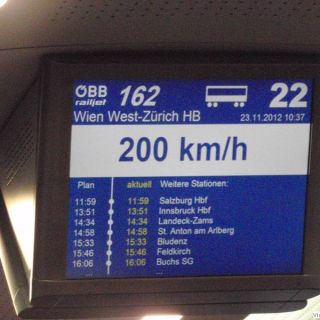 ÖBB railjet 162 22
Wien West-Zürich HB 23.11.2012 10:37
200 km/h
Plan aktuell Weitere Stationen:
11:59 11:59 Salzburg Hbf
13:51 13:51 Innsbruck Hbf
14:34 14:34 Landeck-Zams
14:58 14:58 St. Anton am Arlberg
15:33 15:33 Bludenz
15:46 15:46 Feldkirch
16:06 16:06 Buchs SG
... ...